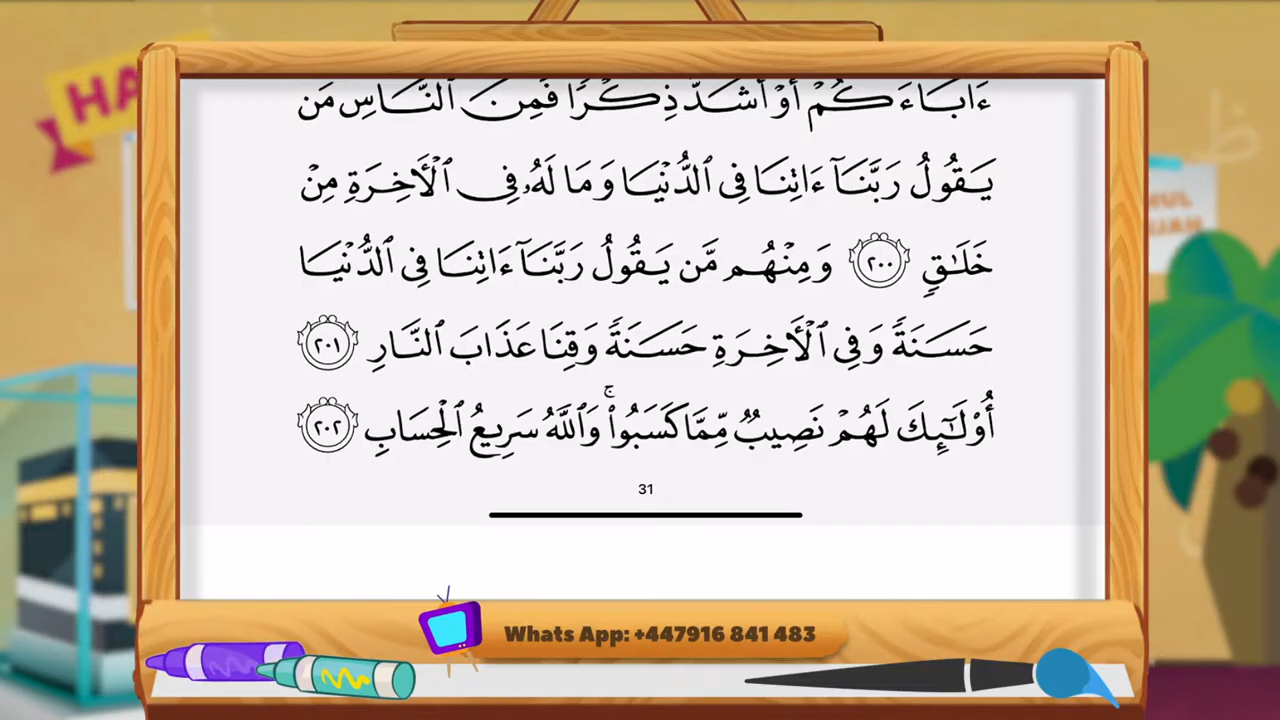 ءَابَآءَكُمْ أَوْ أَشَدَّ ذِكْرًا فَمِنَ ٱلنَّاسِ مَن
يَقُولُ رَبَّنَآ ءَاتِنَا فِى ٱلدُّنْيَا وَمَا لَهُۥ فِى ٱلْأَخِرَةِ مِنْ
خَلَٰقٍ ٢٠٠ وَمِنْهُم مَّن يَقُولُ رَبَّنَآ ءَاتِنَا فِى ٱلدُّنْيَا
حَسَنَةً وَفِى ٱلْأَخِرَةِ حَسَنَةً وَقِنَا عَذَابَ ٱلنَّارِ ٢٠١
أُو۟لَٰٓئِكَ لَهُمْ نَصِيبٌ مِّمَّا كَسَبُوا۟ ۚ وَٱللَّهُ سَرِيعُ ٱلْحِسَابِ ٢٠٢
31
Whats App: +447916 841 483